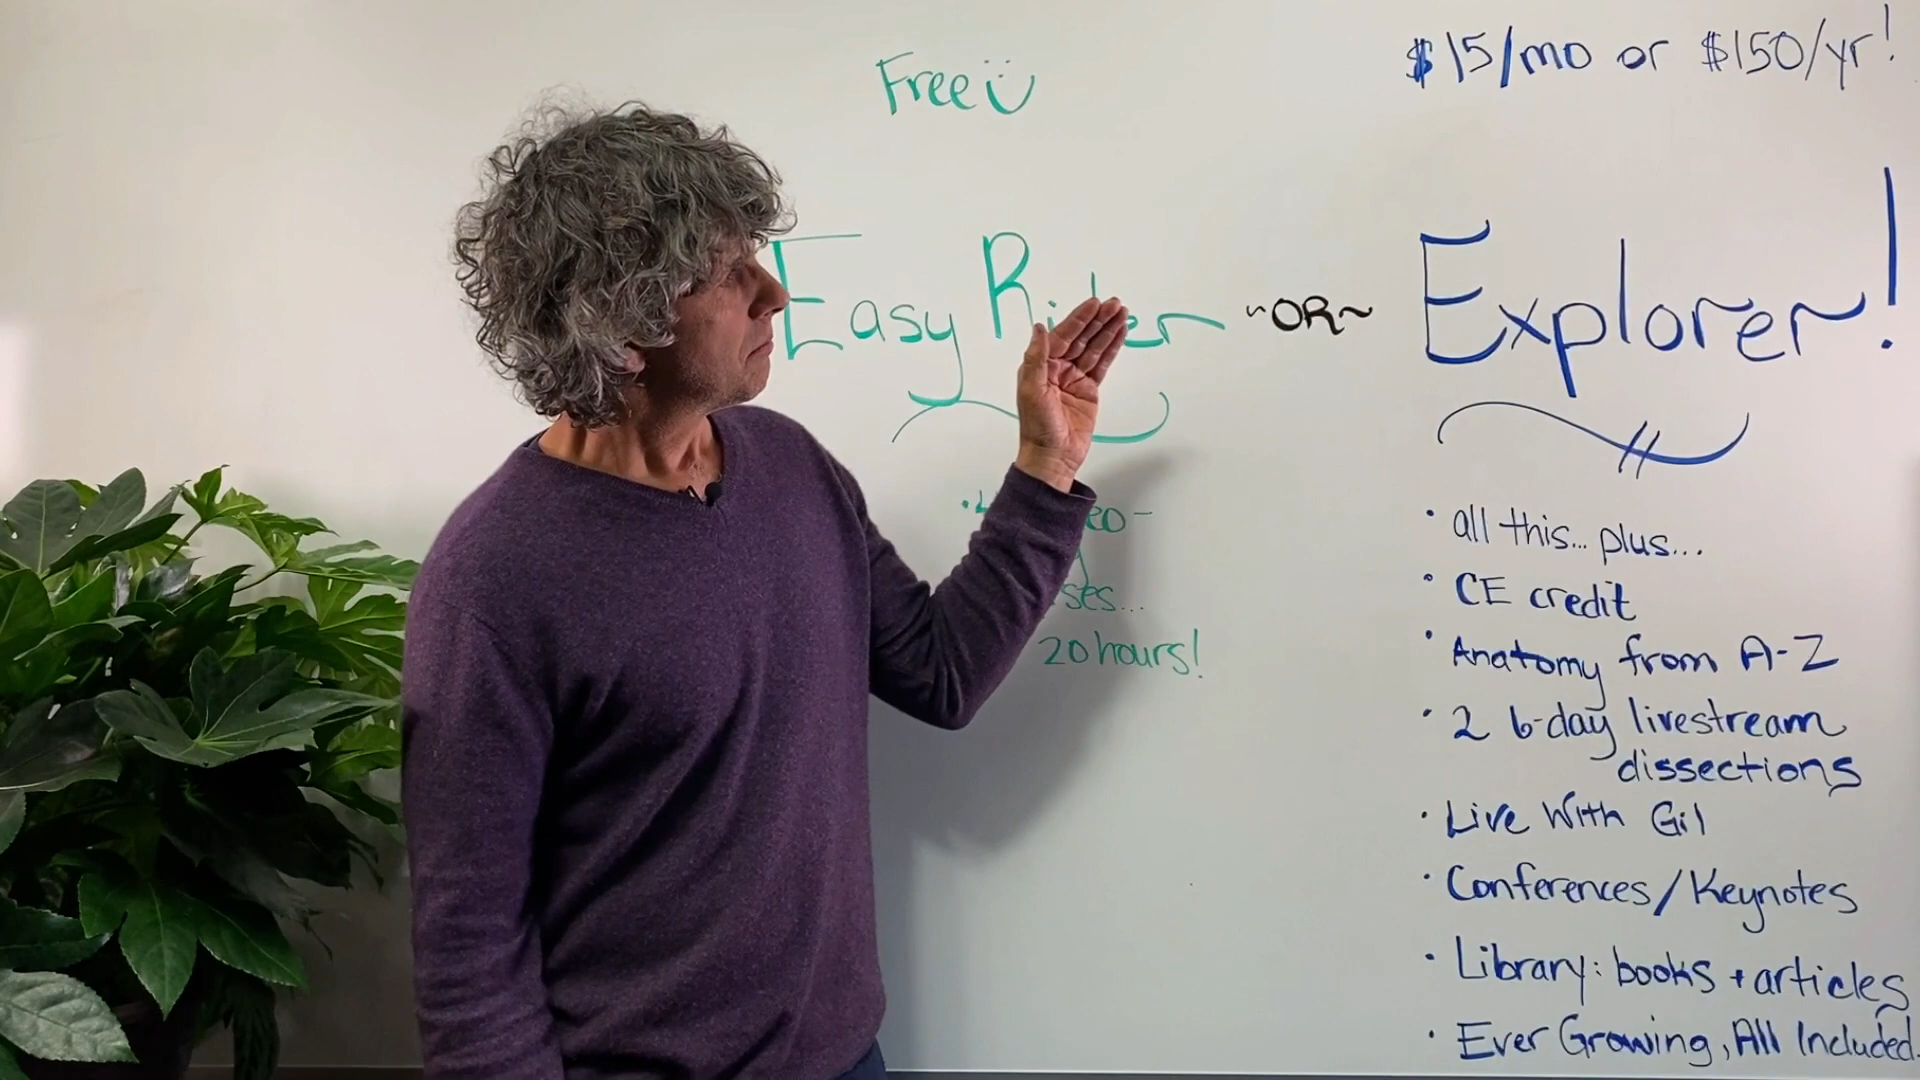 Free
$15/mo or $150/yr!
Easy Rider
~OR~
Explorer!
20 hours!
• all this... plus...
• CE credit
• Anatomy from A-Z
• 2 6-day livestream
dissections
• Live With Gil
• Conferences/Keynotes
• Library: books + articles
• Ever Growing, All Included.